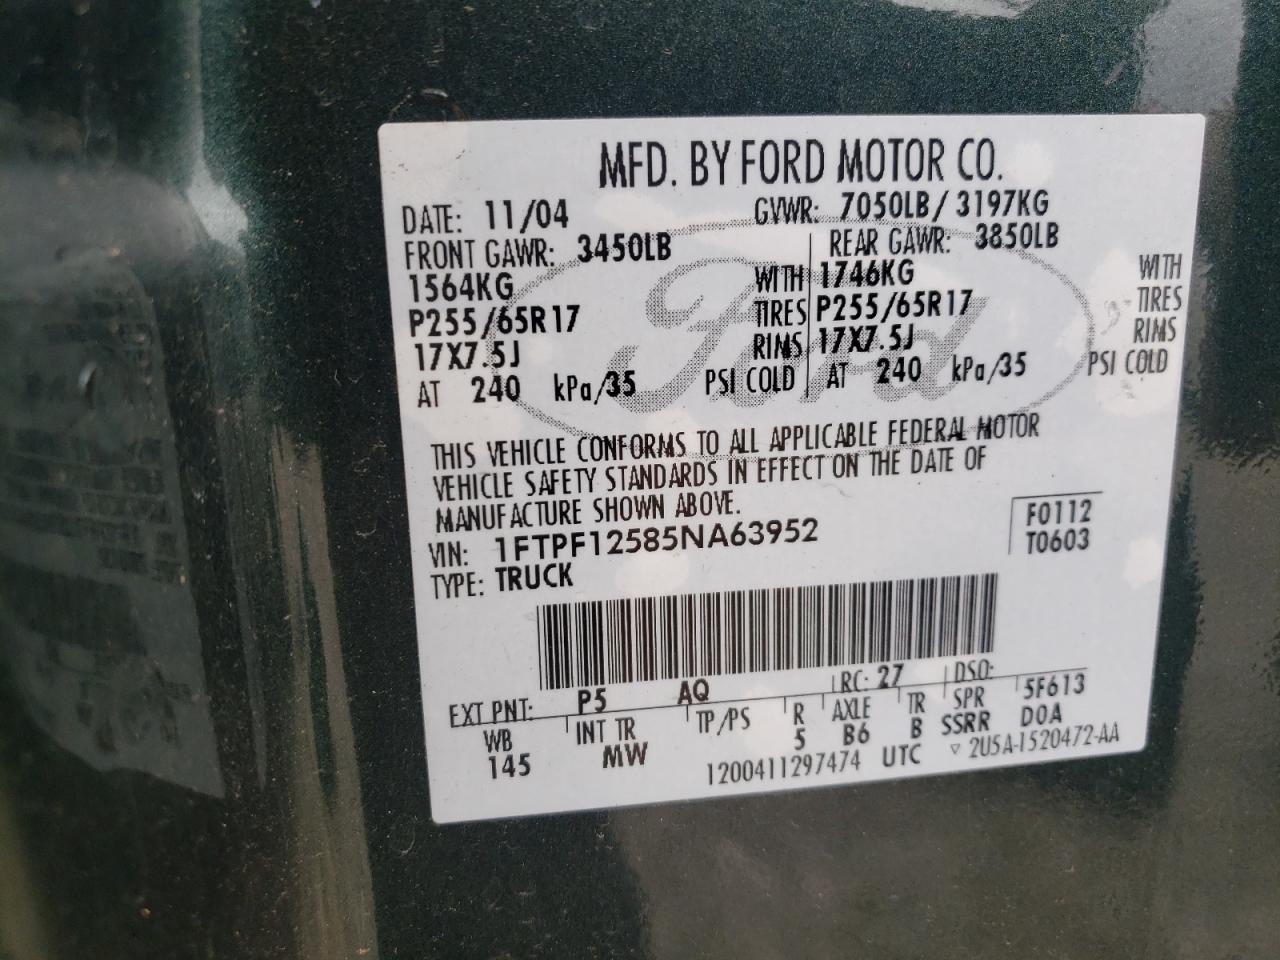 MFD. BY FORD MOTOR CO.
DATE: 11/04 GVWR: 7050LB/3197KG
FRONT GAWR: 3450LB REAR GAWR: 3850LB
1564KG WITH 1746KG WITH
P255/65R17 TIRES P255/65R17 TIRES
17X7.5J RIMS 17X7.5J RIMS
AT 240 kPa/35 PSI COLD AT 240 kPa/35 PSI COLD
Ford
THIS VEHICLE CONFORMS TO ALL APPLICABLE FEDERAL MOTOR
VEHICLE SAFETY STANDARDS IN EFFECT ON THE DATE OF
MANUFACTURE SHOWN ABOVE.
VIN: 1FTPF12585NA63952 F0112
TYPE: TRUCK T0603
EXT PNT: P5 AQ RC: 27 DSO:
WB INT TR TP/PS R AXLE TR SPR 5F613
145 MW 5 B6 B SSRR D0A
1200411297474 UTC ▽ 2U5A-1520472-AA